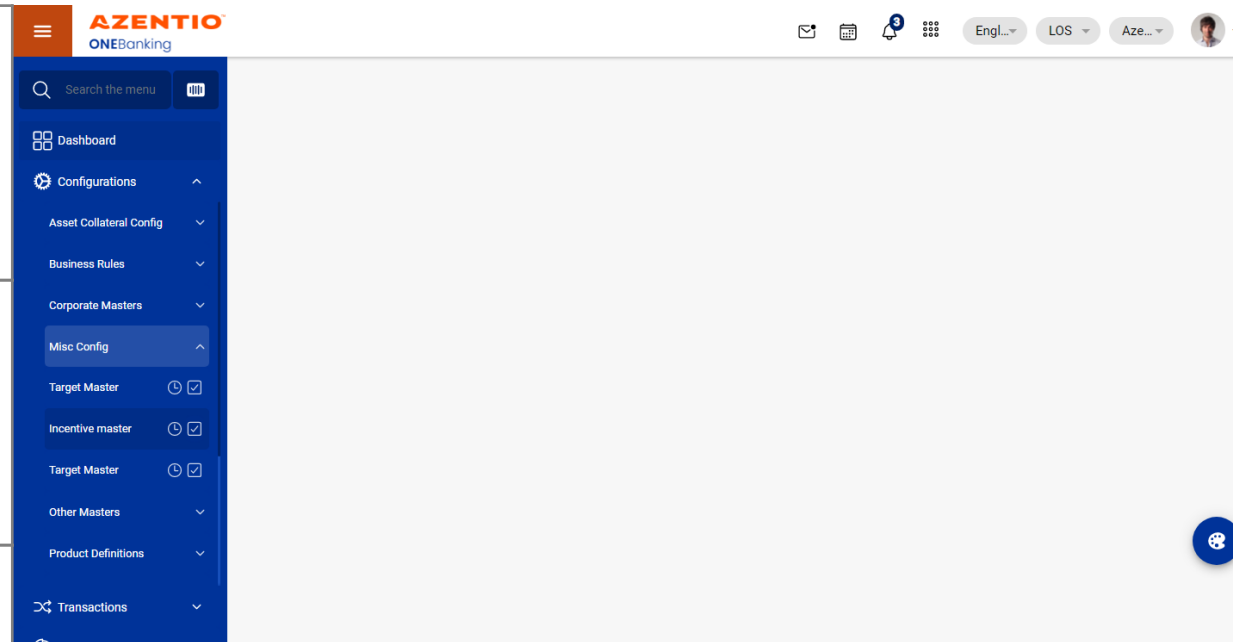 AZENTIO
ONEBanking
3
Engl...
LOS
Aze...
Search the menu
Dashboard
Configurations
Asset Collateral Config
Business Rules
Corporate Masters
Misc Config
Target Master
Incentive master
Target Master
Other Masters
Product Definitions
Transactions